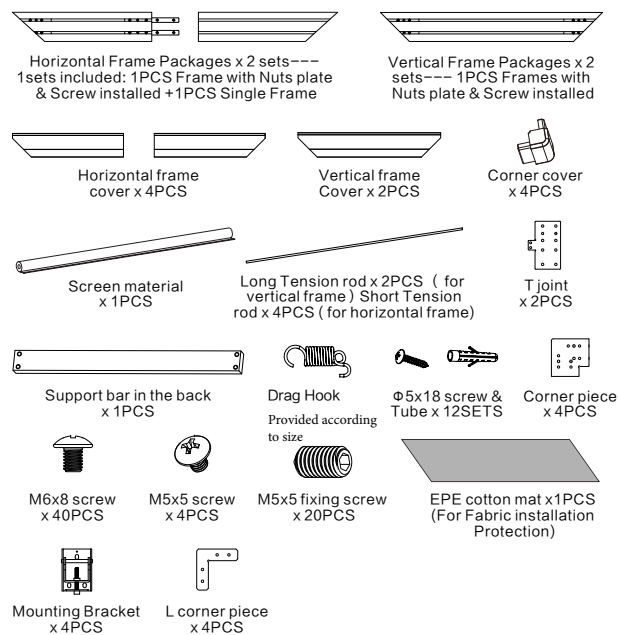 Horizontal Frame Packages x 2 sets---
1sets included: 1PCS Frame with Nuts plate
& Screw installed +1PCS Single Frame
Vertical Frame Packages x 2
sets--- 1PCS Frames with
Nuts plate & Screw installed
Horizontal frame
cover x 4PCS
Vertical frame
Cover x 2PCS
Corner cover
x 4PCS
Screen material
x 1PCS
Long Tension rod x 2PCS ( for
vertical frame ) Short Tension
rod x 4PCS ( for horizontal frame)
T joint
x 2PCS
Support bar in the back
x 1PCS
Drag Hook
Provided according
to size
Φ5x18 screw &
Tube x 12SETS
Corner piece
x 4PCS
M6x8 screw
x 40PCS
M5x5 screw
x 4PCS
M5x5 fixing screw
x 20PCS
EPE cotton mat x1PCS
(For Fabric installation
Protection)
Mounting Bracket
x 4PCS
L corner piece
x 4PCS